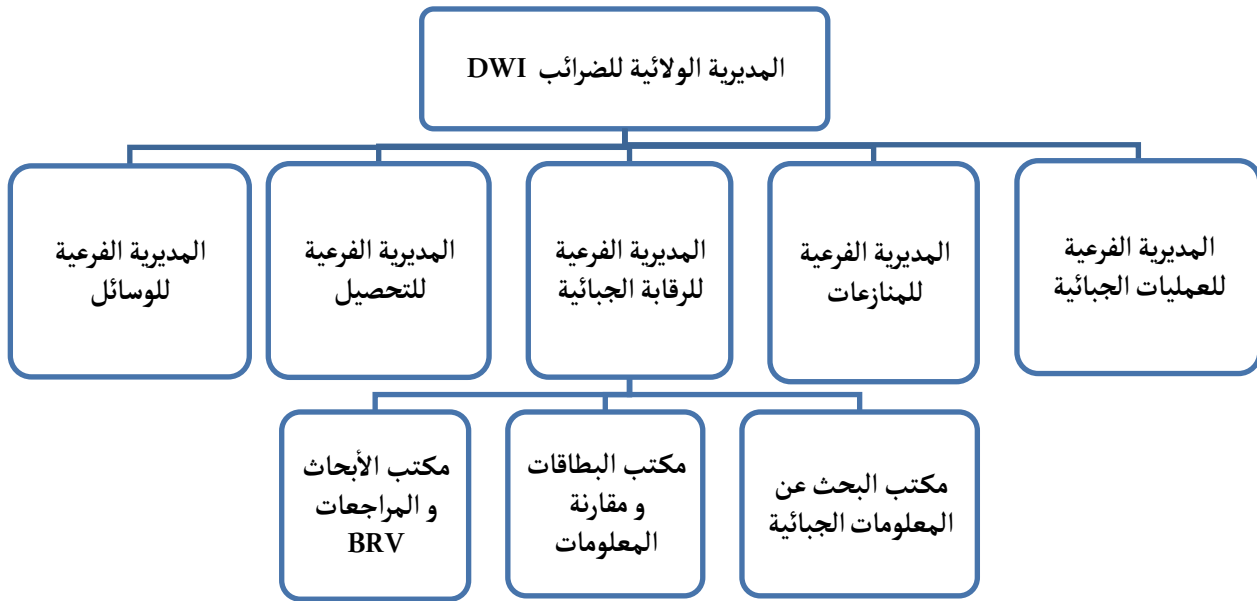 المديرية الولائية للضرائب DWI
المديرية الفرعية
للعمليات الجبائية
المديرية الفرعية
للمنازعات
المديرية الفرعية
للرقابة الجبائية
المديرية الفرعية
للتحصيل
المديرية الفرعية
للوسائل
مكتب البحث عن
المعلومات الجبائية
مكتب البطاقات
و مقارنة
المعلومات
مكتب الأبحاث
و المراجعات
BRV